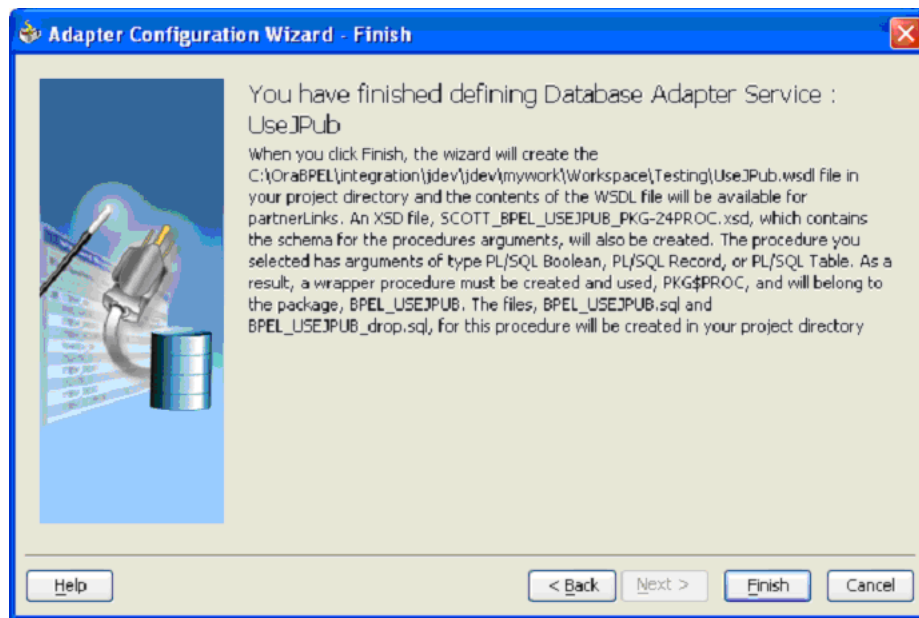 Adapter Configuration Wizard - Finish
You have finished defining Database Adapter Service :
UseJPub
When you click Finish, the wizard will create the
C:\OraBPEL\integration\jdev\jdev\mywork\Workspace\Testing\UseJPub.wsdl file in
your project directory and the contents of the WSDL file will be available for
partnerLinks. An XSD file, SCOTT_BPEL_USEJPUB_PKG-24PROC.xsd, which contains
the schema for the procedures arguments, will also be created. The procedure you
selected has arguments of type PL/SQL Boolean, PL/SQL Record, or PL/SQL Table. As a
result, a wrapper procedure must be created and used, PKG$PROC, and will belong to
the package, BPEL_USEJPUB. The files, BPEL_USEJPUB.sql and
BPEL_USEJPUB_drop.sql, for this procedure will be created in your project directory
Help < Back Next > Finish Cancel